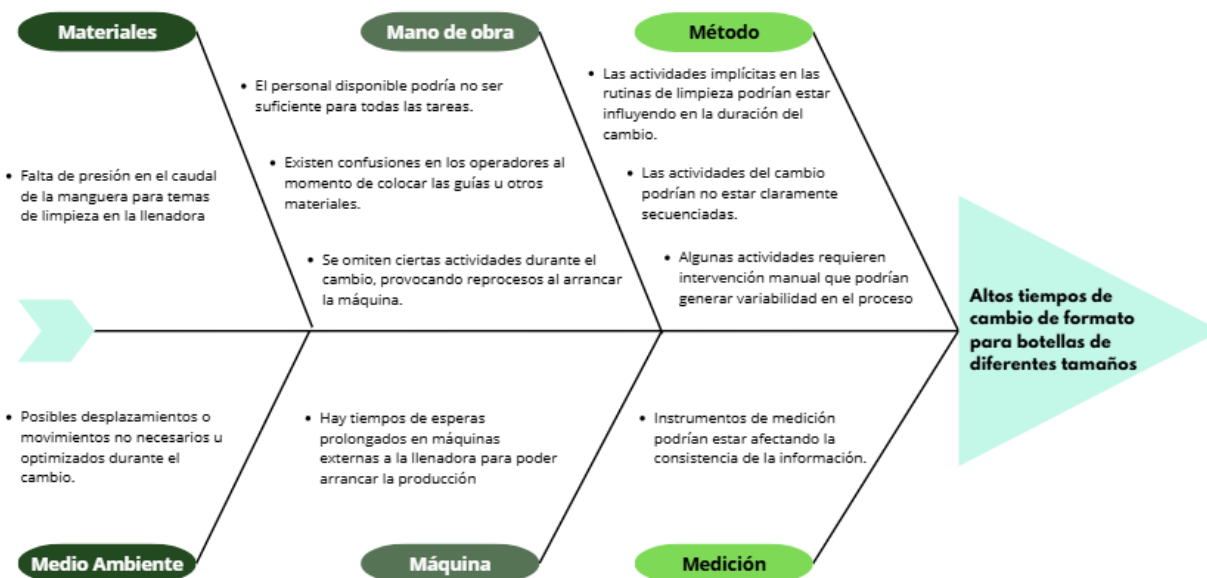 Materiales
Mano de obra
Método
• El personal disponible podría no ser
suficiente para todas las tareas.
• Existen confusiones en los operadores al
momento de colocar las guías u otros
materiales.
• Se omiten ciertas actividades durante el
cambio, provocando reprocesos al arrancar
la máquina.
• Las actividades implícitas en las
rutinas de limpieza podrían estar
influyendo en la duración del
cambio.
• Las actividades del cambio
podrían no estar claramente
secuenciadas.
• Algunas actividades requieren
intervención manual que podrían
generar variabilidad en el proceso
• Falta de presión en el caudal
de la manguera para temas
de limpieza en la llenadora
Altos tiempos de
cambio de formato
para botellas de
diferentes tamaños
• Posibles desplazamientos o
movimientos no necesarios u
optimizados durante el
cambio.
• Hay tiempos de esperas
prolongados en máquinas
externas a la llenadora para poder
arrancar la producción
• Instrumentos de medición
podrían estar afectando la
consistencia de la información.
Medio Ambiente
Máquina
Medición